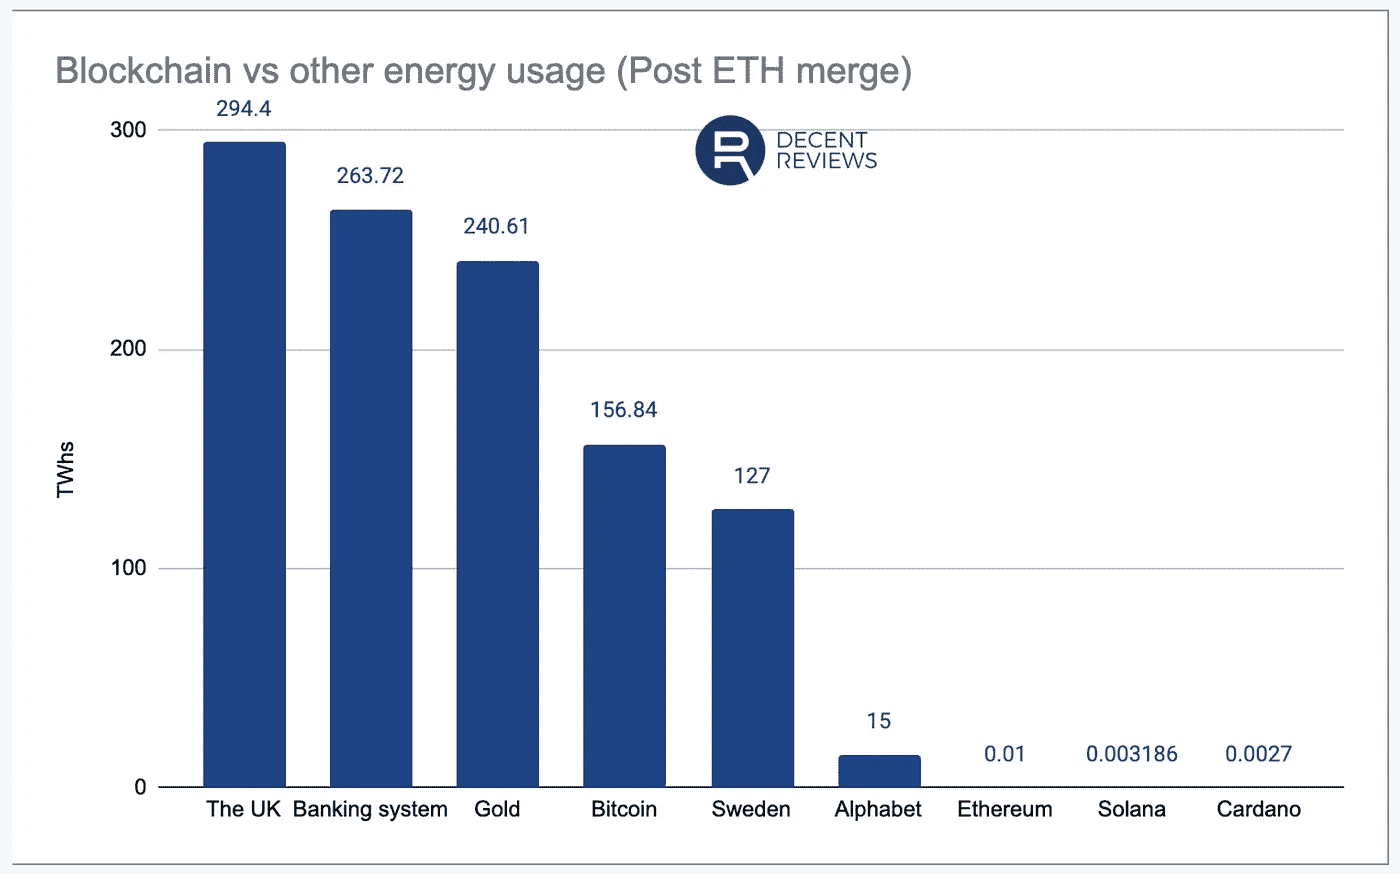 Blockchain vs other energy usage (Post ETH merge)
294.4
300
DECENT
REVIEWS
263.72
240.61
200
156.84
127
TWhs
100
15
0.01
0.003186
0.0027
0
The UK
Banking system
Gold
Bitcoin
Sweden
Alphabet
Ethereum
Solana
Cardano